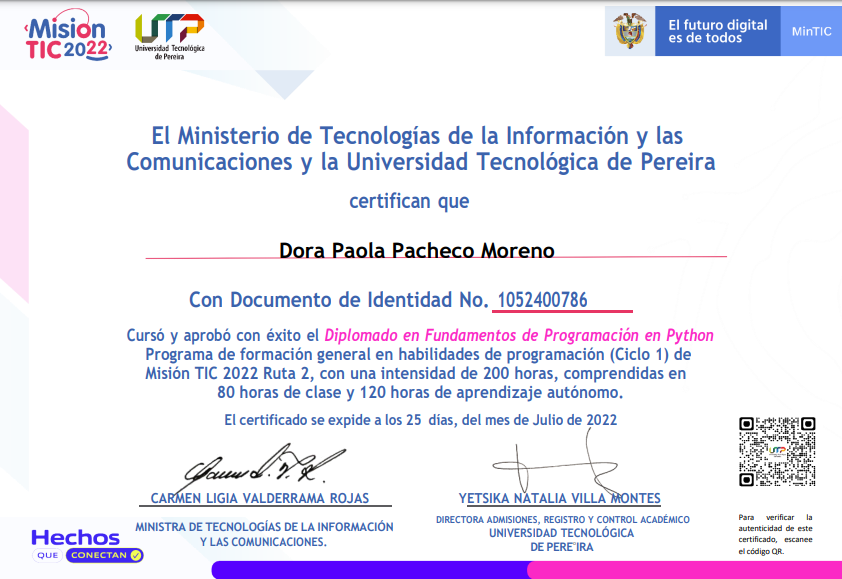 Misión
TIC 2022
UTP
Universidad Tecnológica
de Pereira
El futuro digital
es de todos
MinTIC
El Ministerio de Tecnologías de la Información y las
Comunicaciones y la Universidad Tecnológica de Pereira
certifican que
Dora Paola Pacheco Moreno
Con Documento de Identidad No. 1052400786
Cursó y aprobó con éxito el Diplomado en Fundamentos de Programación en Python
Programa de formación general en habilidades de programación (Ciclo 1) de
Misión TIC 2022 Ruta 2, con una intensidad de 200 horas, comprendidas en
80 horas de clase y 120 horas de aprendizaje autónomo.
El certificado se expide a los 25 días, del mes de Julio de 2022
CARMEN LIGIA VALDERRAMA ROJAS
MINISTRA DE TECNOLOGÍAS DE LA INFORMACIÓN
Y LAS COMUNICACIONES.
YETSIKA NATALIA VILLA MONTES
DIRECTORA ADMISIONES, REGISTRO Y CONTROL ACADÉMICO
UNIVERSIDAD TECNOLÓGICA
DE PEREIRA
UTP
Para verificar la
autenticidad de este
certificado, escanee
el código QR.
Hechos
QUE CONECTAN